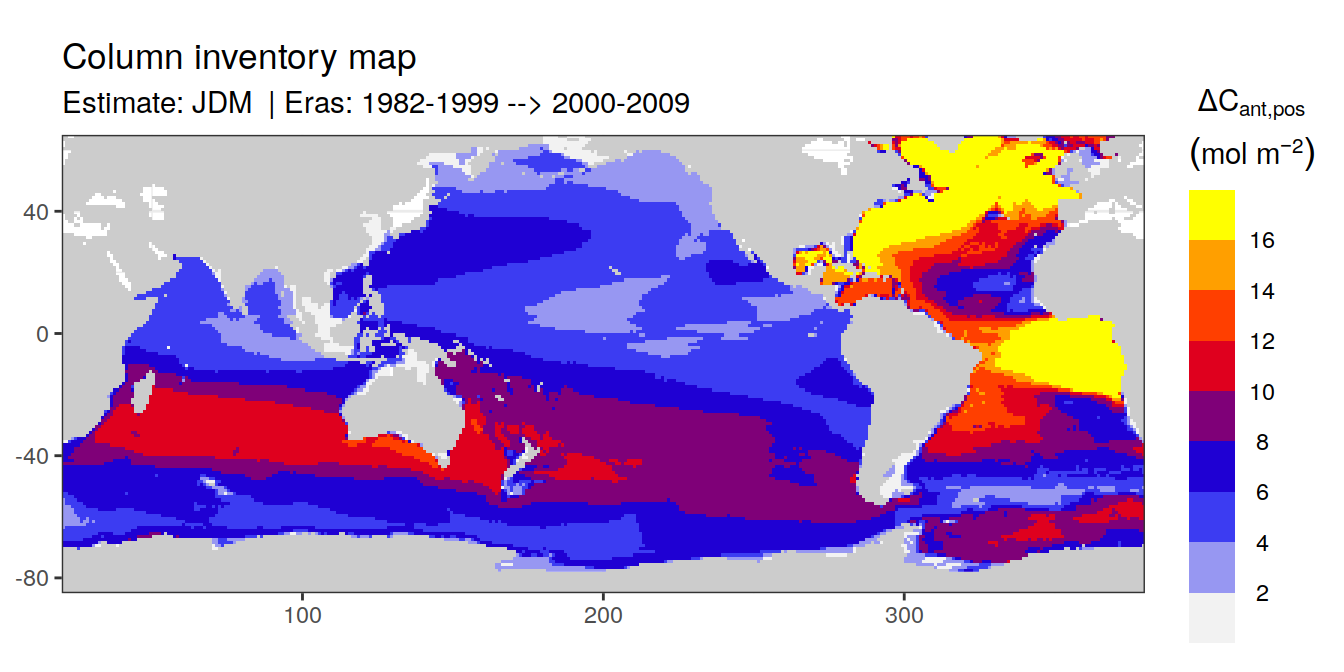 Column inventory map
Estimate: JDM | Eras: 1982-1999 --> 2000-2009
ΔCant,pos
(mol m−2)
16
14
12
10
8
6
4
2
40
0
-40
-80
100 200 300